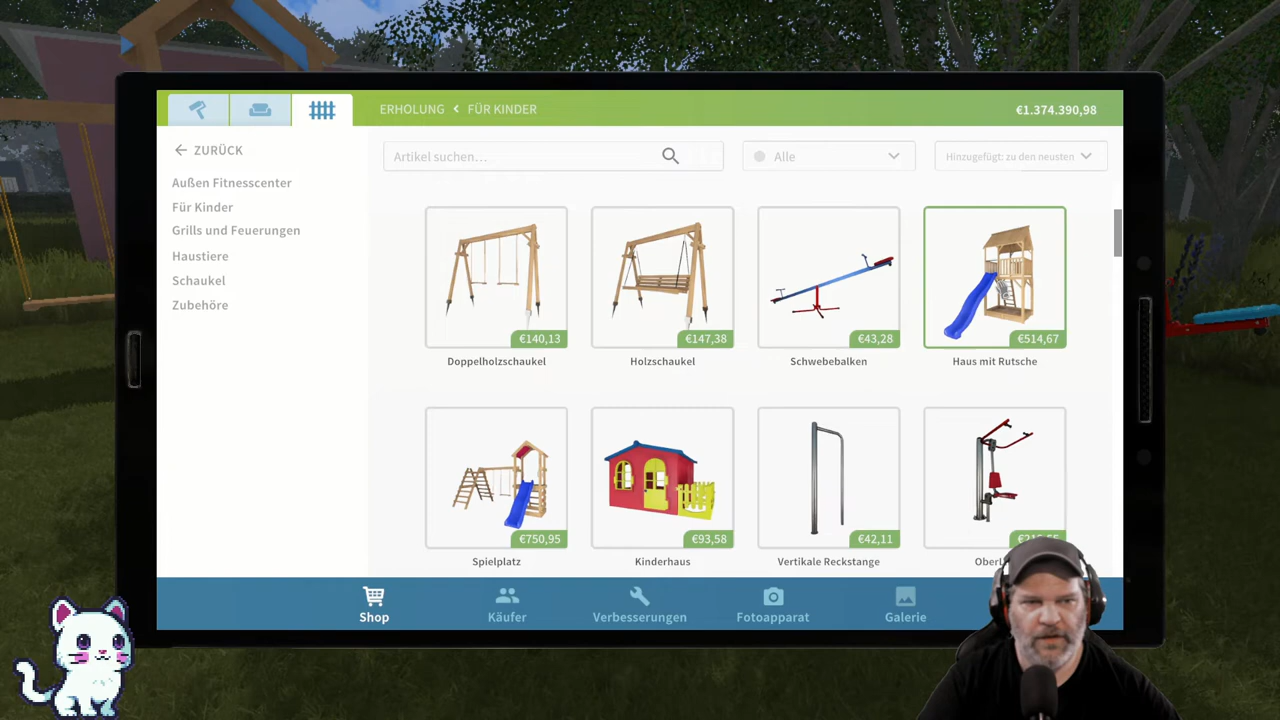 ERHOLUNG < FÜR KINDER
€1.374.390,98
ZURÜCK
Artikel suchen...
Alle
Hinzugefügt: zu den neusten
Außen Fitnesscenter
Für Kinder
Grills und Feuerungen
Haustiere
Schaukel
Zubehöre
€140,13
€147,38
€43,28
€514,67
Doppelholzschaukel
Holzschaukel
Schwebebalken
Haus mit Rutsche
€750,95
€93,58
€42,11
Spielplatz
Kinderhaus
Vertikale Reckstange
Shop
Käufer
Verbesserungen
Fotoapparat
Galerie